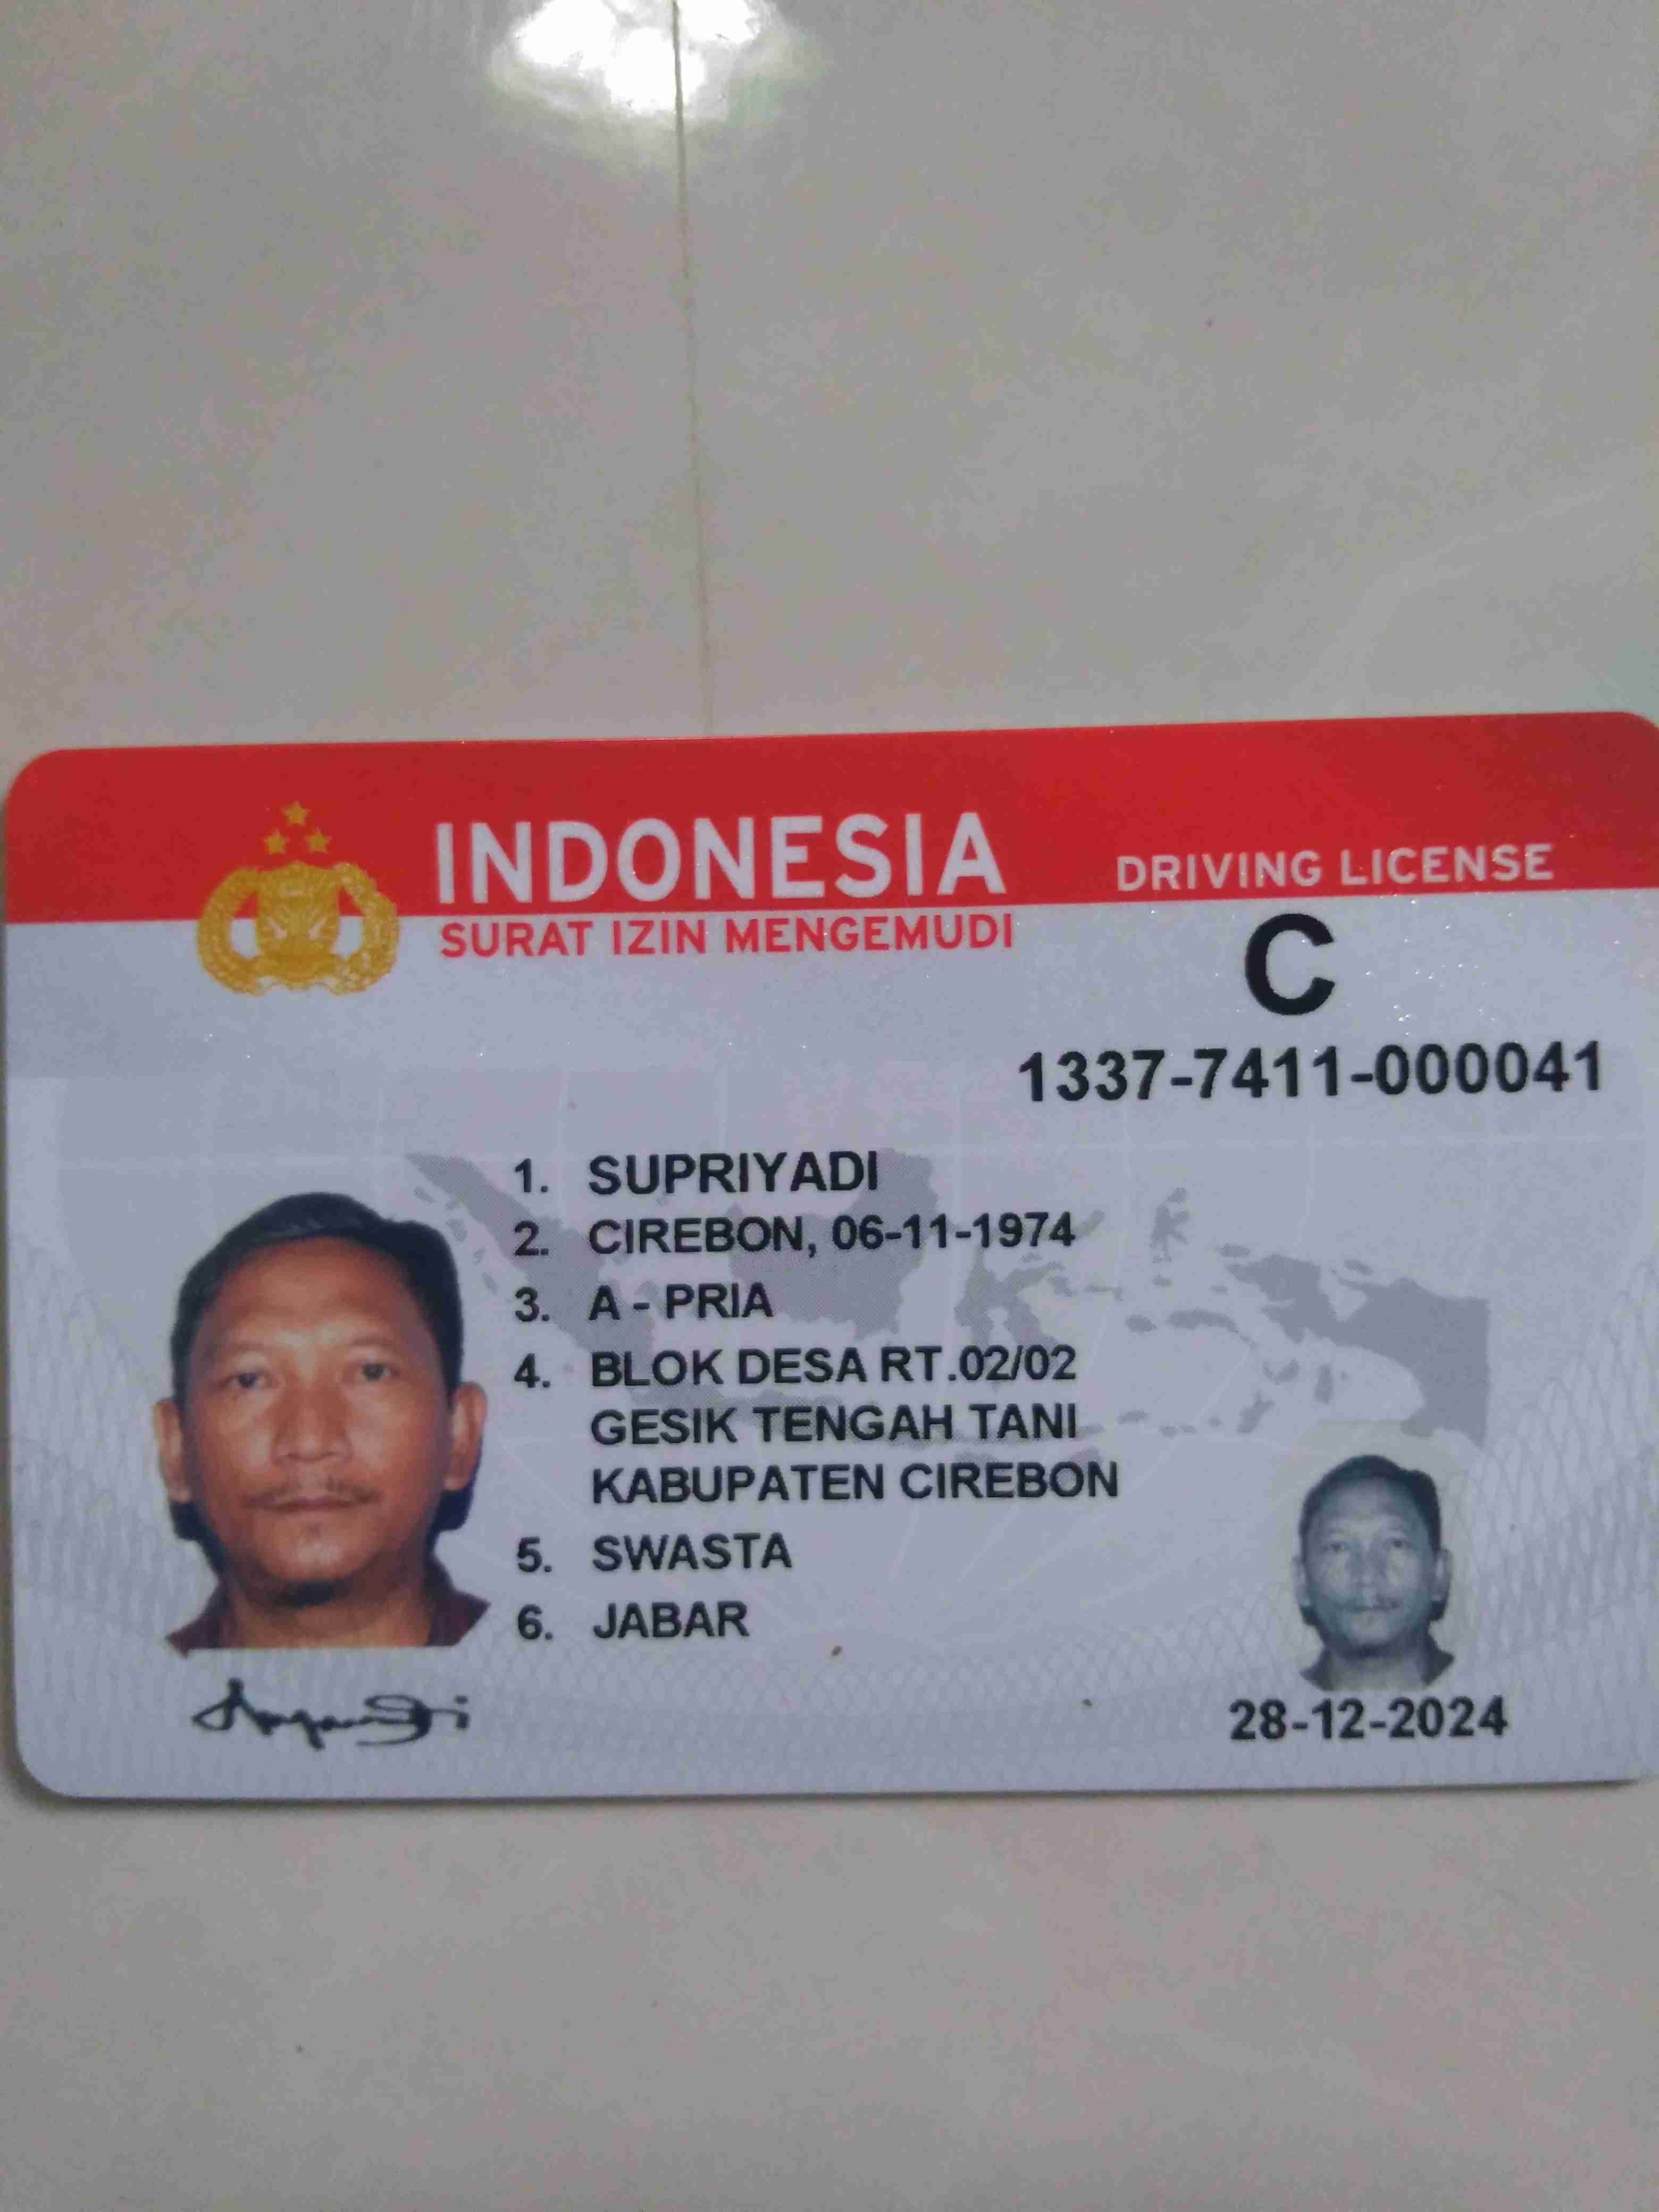 INDONESIA
DRIVING LICENSE
SURAT IZIN MENGEMUDI
C
1337-7411-000041
1. SUPRIYADI
2. CIREBON, 06-11-1974
3. A - PRIA
4. BLOK DESA RT.02/02
GESIK TENGAH TANI
KABUPATEN CIREBON
5. SWASTA
6. JABAR
28-12-2024